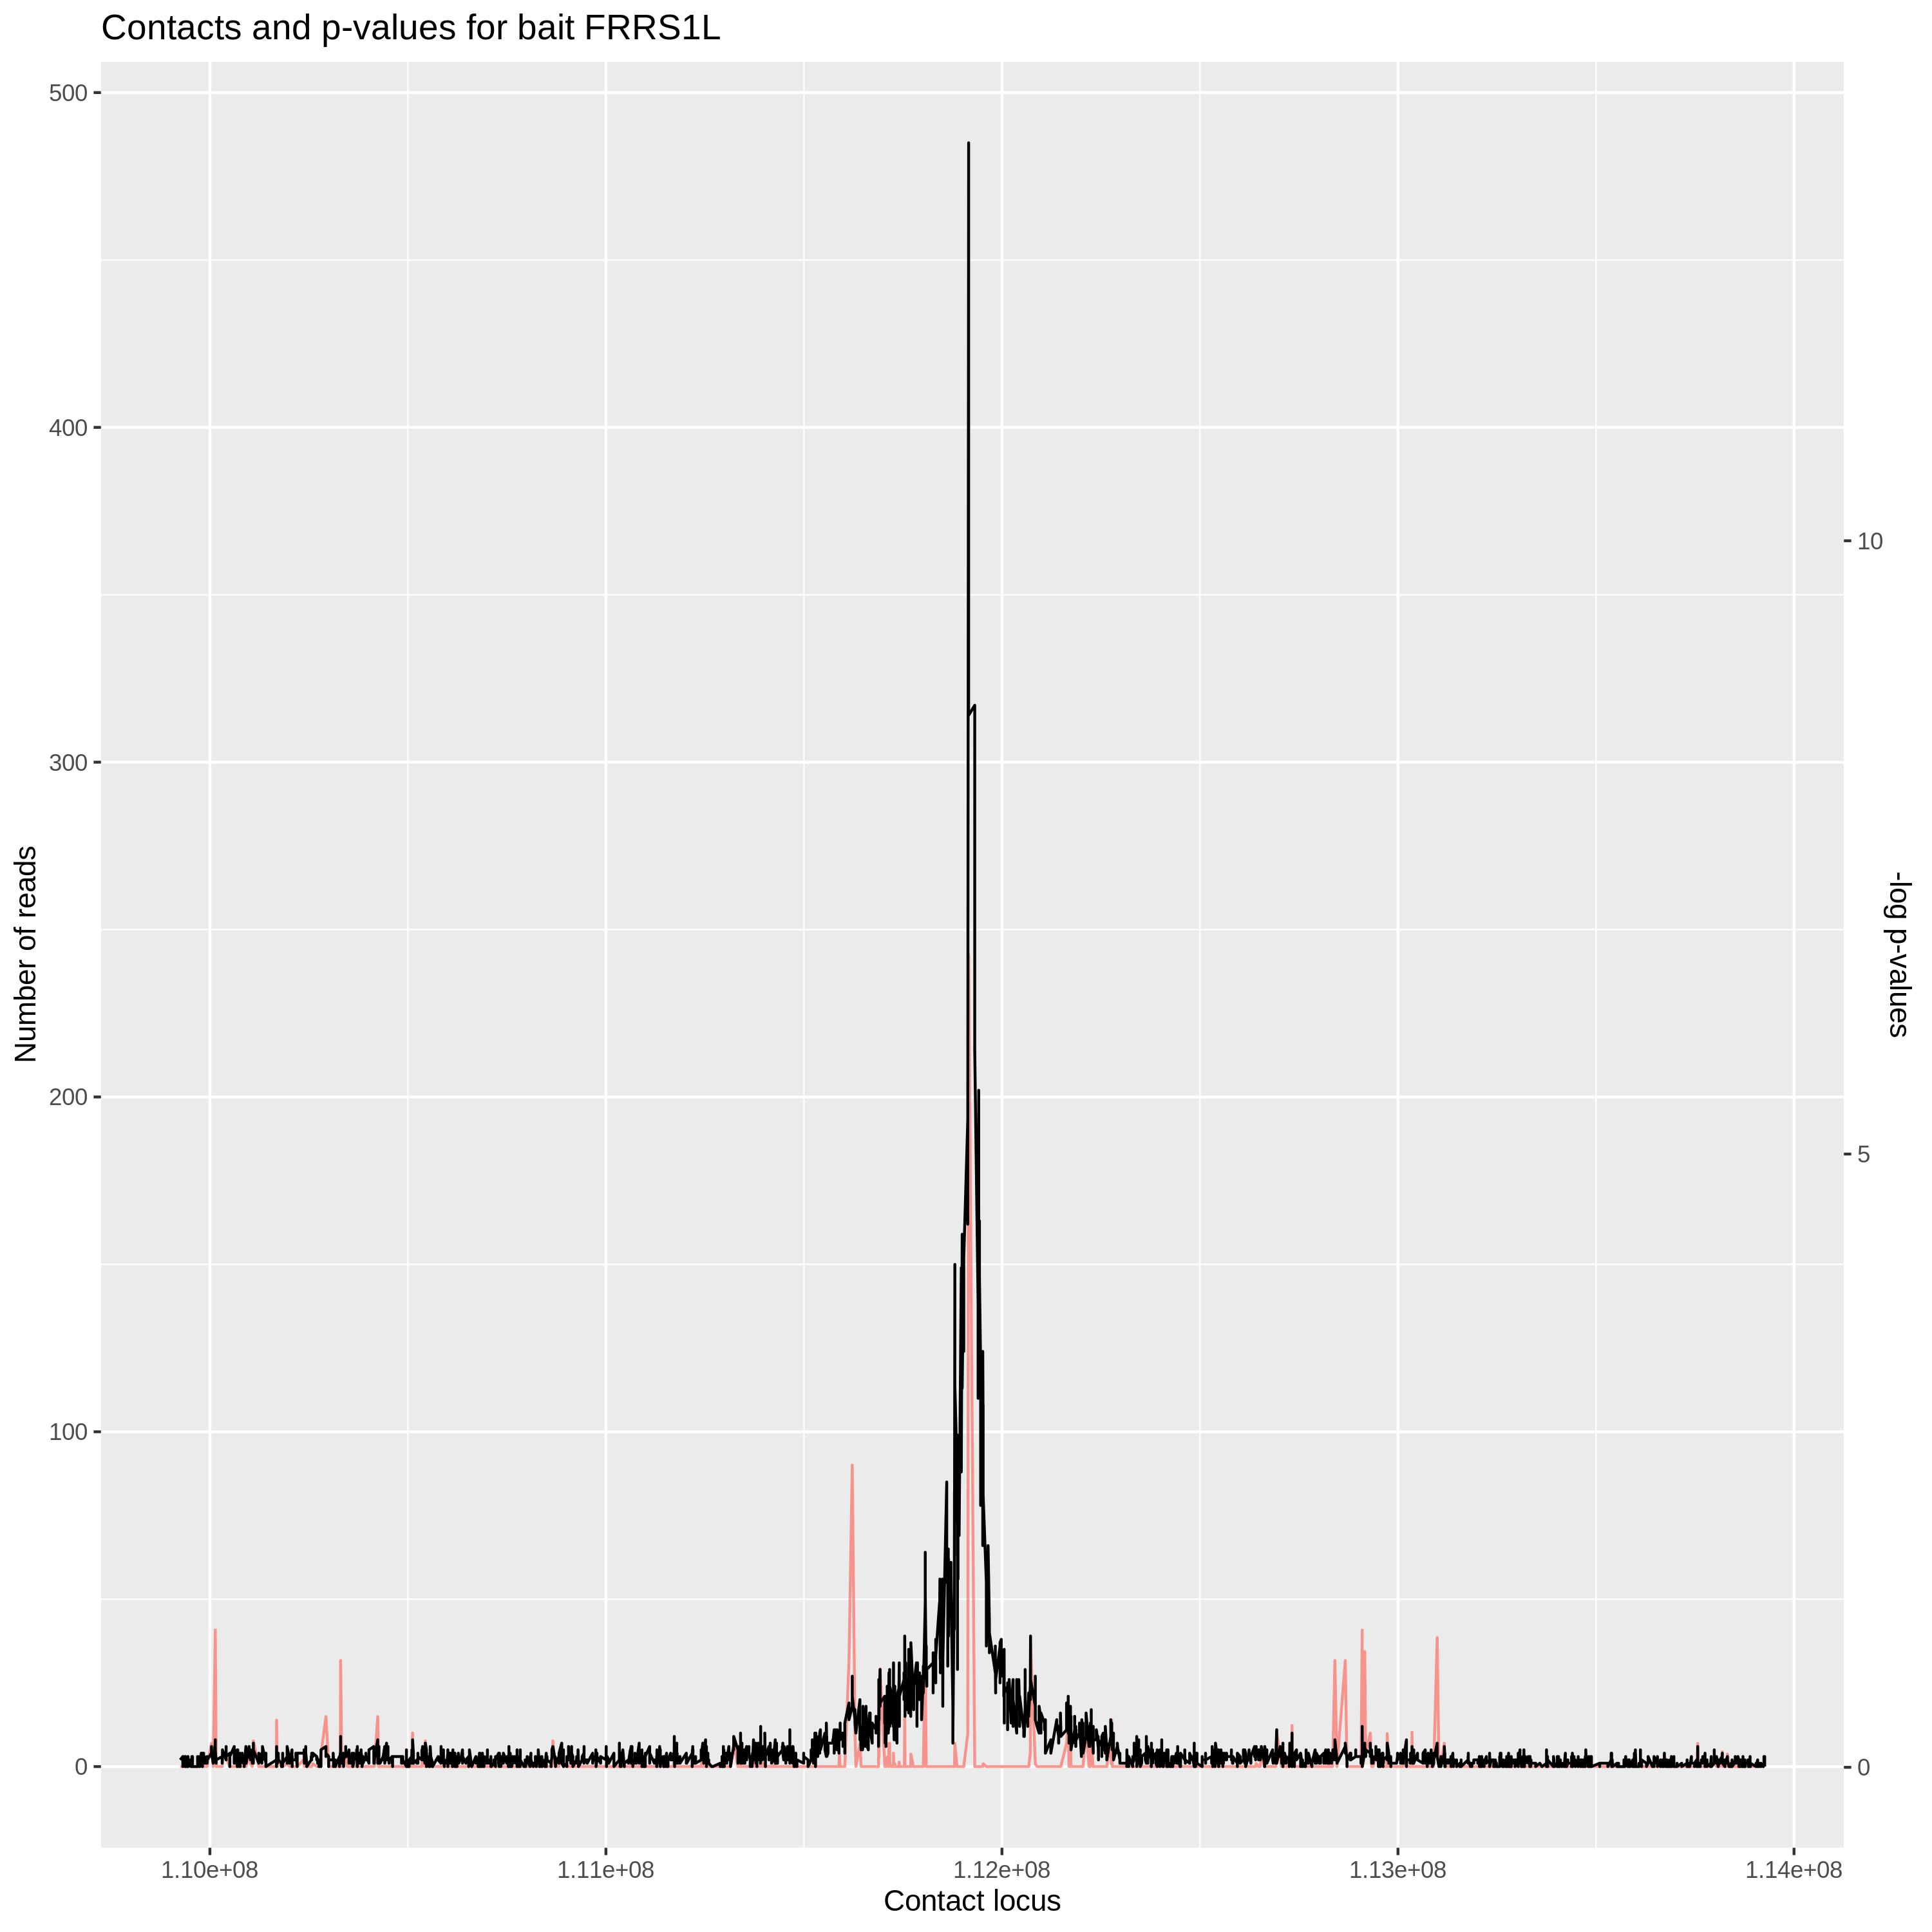 Contacts and p-values for bait FRRS1L
500
400
300
200
100
0
Number of reads
10
5
0
-log p-values
1.10e+08
1.11e+08
1.12e+08
1.13e+08
1.14e+08
Contact locus